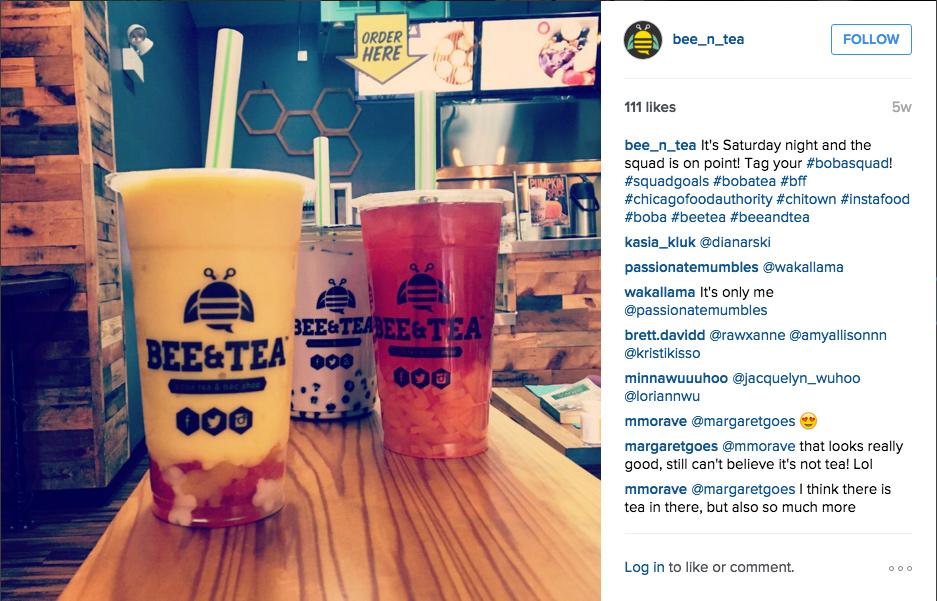 ORDER
HERE
PUMPKIN
SPICE
BEE&TEA
BEE&TEA
BEE&TEA
bee_n_tea
FOLLOW
111 likes
5w
bee_n_tea It's Saturday night and the
squad is on point! Tag your #bobasquad!
#squadgoals #bobatea #bff
#chicagofoodauthority #chitown #instafood
#boba #beetea #beeandtea
kasia_kluk @dianarski
passionatemumbles @wakallama
wakallama It's only me
@passionatemumbles
brett.davidd @rawxanne @amyallisonnn
@kristikisso
minnawuuuhoo @jacquelyn_wuhoo
@loriannwu
mmorave @margaretgoes 😍
margaretgoes @mmorave that looks really
good, still can't believe it's not tea! Lol
mmorave @margaretgoes I think there is
tea in there, but also so much more
Log in to like or comment.